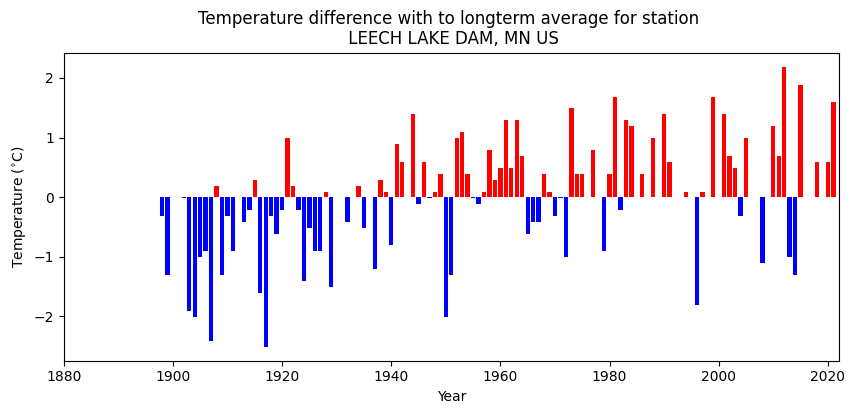 Temperature difference with to longterm average for station
LEECH LAKE DAM, MN US
Temperature (°C)
2
1
0
−1
−2
1880 1900 1920 1940 1960 1980 2000 2020
Year